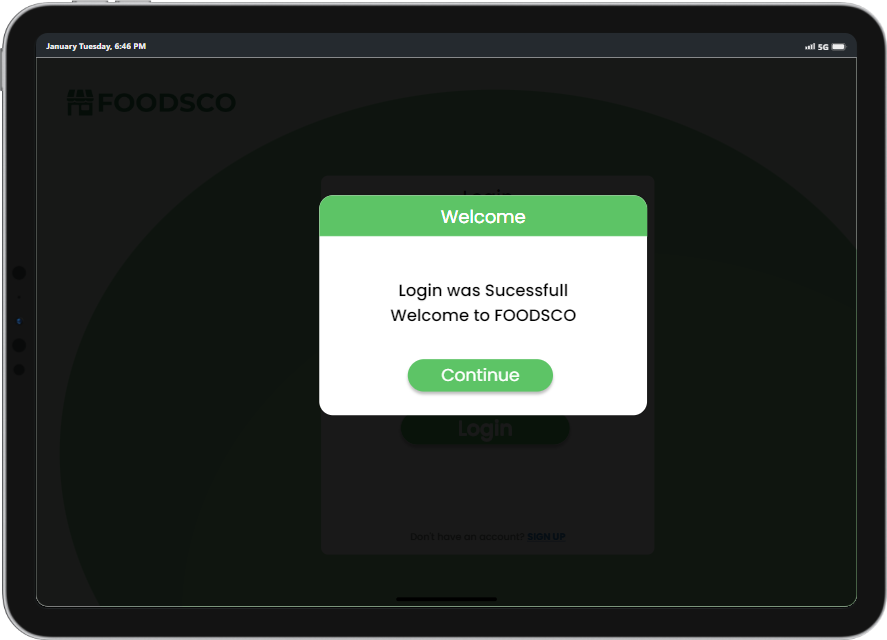 January Tuesday, 6:46 PM
5G
FOODSCO
Login
Welcome
Login was Sucessfull
Welcome to FOODSCO
Continue
Login
Don't have an account? SIGN UP